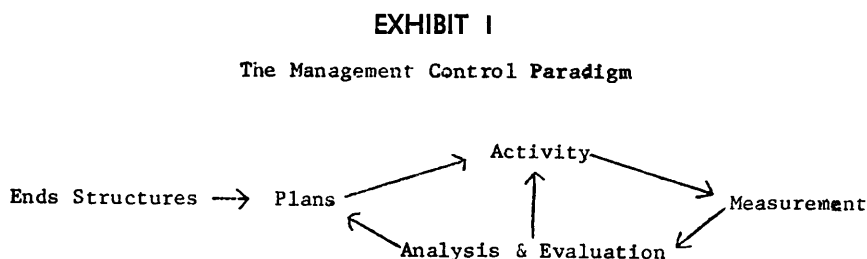 EXHIBIT I
The Management Control Paradigm
Activity
Ends Structures → Plans
Measurement
Analysis & Evaluation